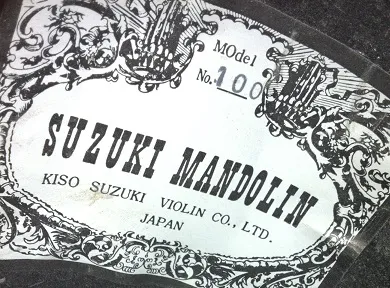 MOdel
No. 100
SUZUKI MANDOLIN
KISO SUZUKI VIOLIN CO., LTD.
JAPAN